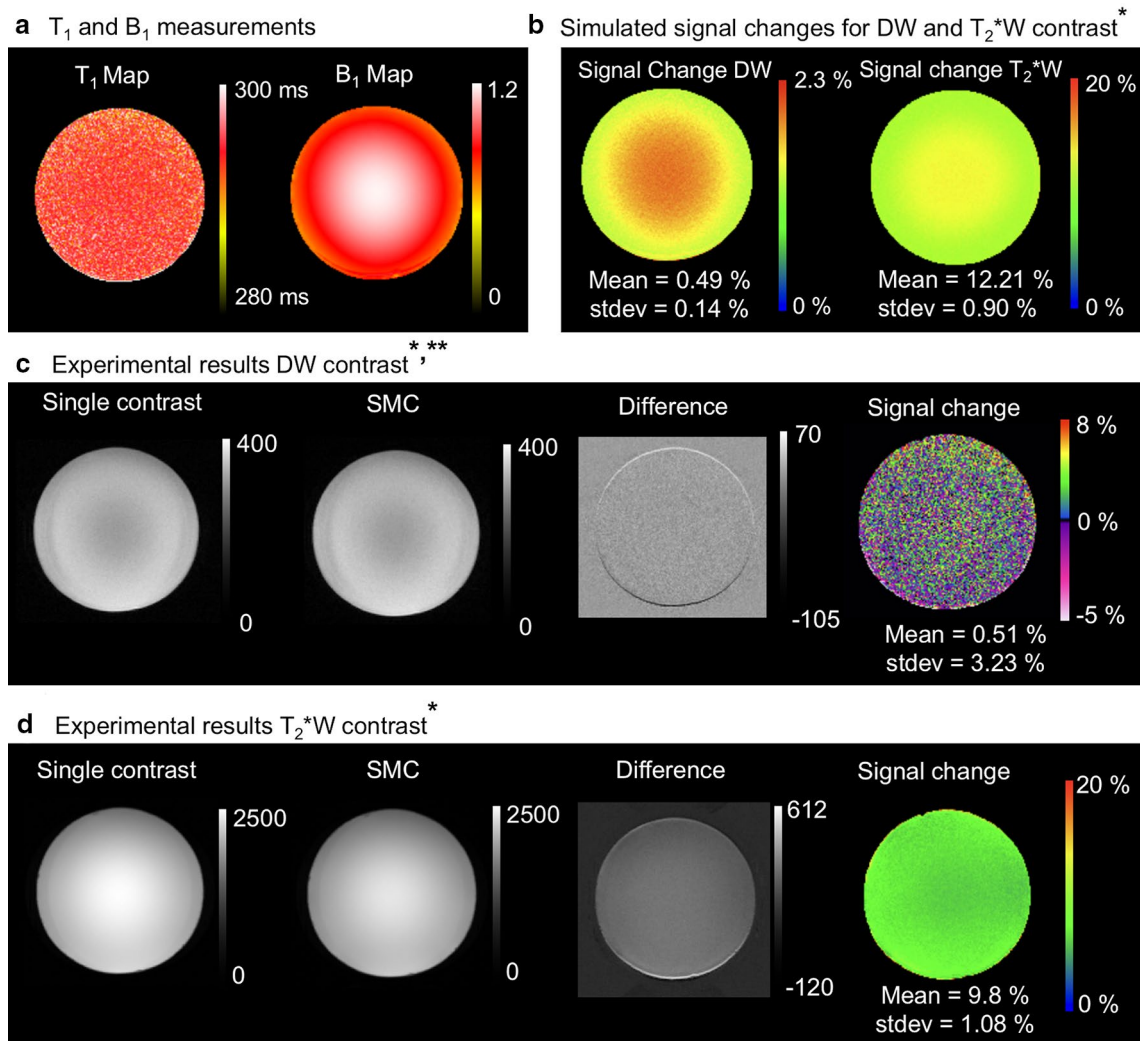 a T₁ and B₁ measurements
T₁ Map
300 ms
280 ms
B₁ Map
1.2
0
b Simulated signal changes for DW and T₂*W contrast*
Signal Change DW
2.3 %
0 %
Mean = 0.49 %
stdev = 0.14 %
Signal change T₂*W
20 %
0 %
Mean = 12.21 %
stdev = 0.90 %
c Experimental results DW contrast*,**
Single contrast
400
0
SMC
400
0
Difference
70
-105
Signal change
8 %
0 %
-5 %
Mean = 0.51 %
stdev = 3.23 %
d Experimental results T₂*W contrast*
Single contrast
2500
0
SMC
2500
0
Difference
612
-120
Signal change
20 %
0 %
Mean = 9.8 %
stdev = 1.08 %